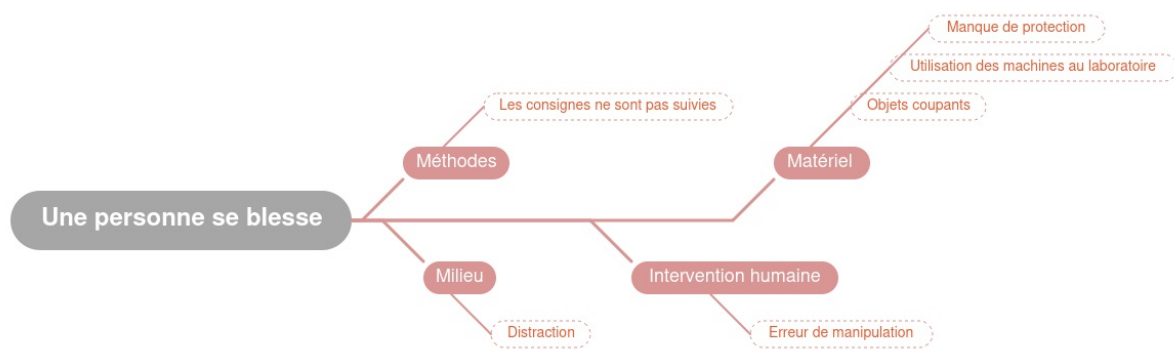 Manque de protection
Utilisation des machines au laboratoire
Les consignes ne sont pas suivies
Objets coupants
Méthodes
Matériel
Une personne se blesse
Milieu
Intervention humaine
Distraction
Erreur de manipulation